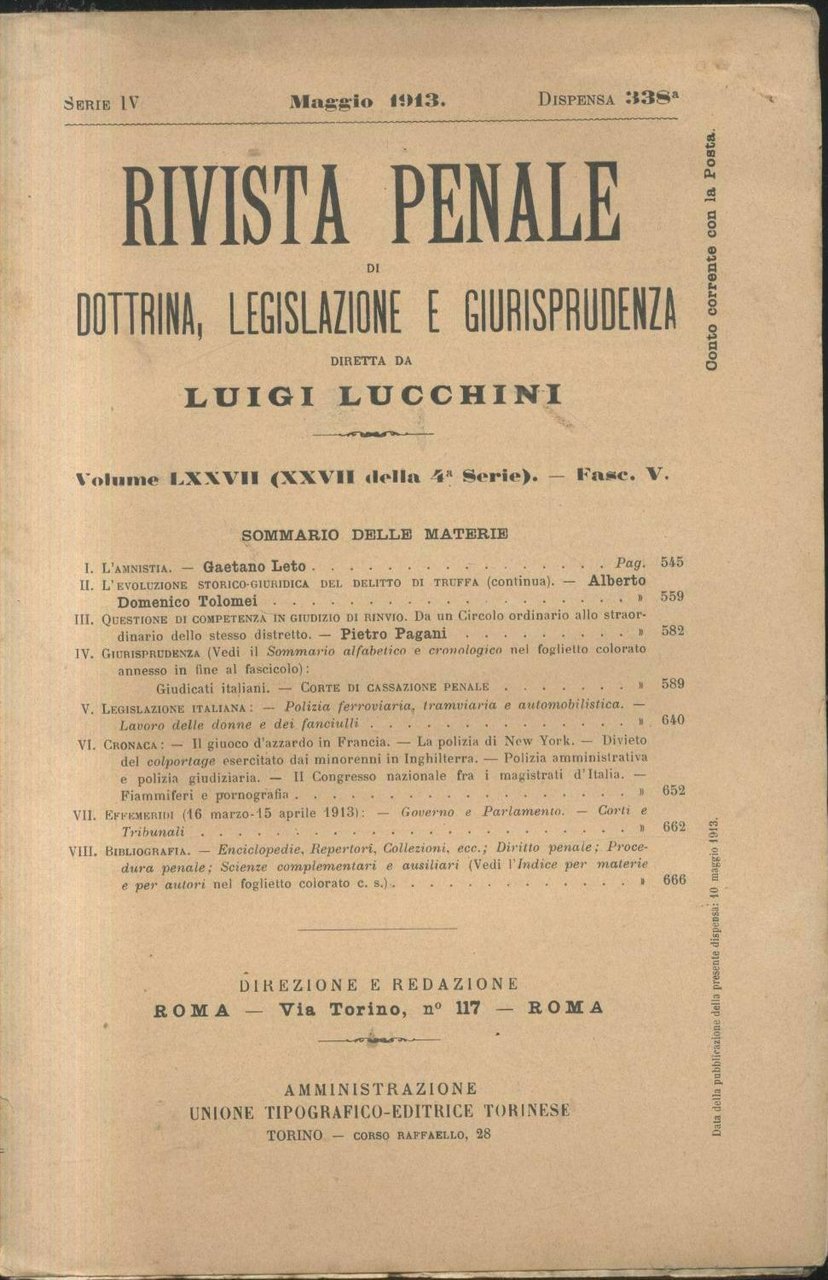 SERIE IV Maggio 1913. DISPENSA 338ª
RIVISTA PENALE
DI
DOTTRINA, LEGISLAZIONE E GIURISPRUDENZA
DIRETTA DA
LUIGI LUCCHINI
Volume LXXVII (XXVII della 4ª Serie). — Fasc. V.
SOMMARIO DELLE MATERIE
I. L'AMNISTIA. — Gaetano Leto . . . . . . . . . . . . . . . Pag. 545
II. L'EVOLUZIONE STORICO-GIURIDICA DEL DELITTO DI TRUFFA (continua). — Alberto
Domenico Tolomei . . . . . . . . . . . . . . . . . . » 559
III. QUESTIONE DI COMPETENZA IN GIUDIZIO DI RINVIO. Da un Circolo ordinario allo straor-
dinario dello stesso distretto. — Pietro Pagani . . . . . . . . . » 582
IV. GIURISPRUDENZA (Vedi il Sommario alfabetico e cronologico nel foglietto colorato
annesso in fine al fascicolo):
Giudicati italiani. — CORTE DI CASSAZIONE PENALE . . . . . . . » 589
V. LEGISLAZIONE ITALIANA: — Polizia ferroviaria, tramviaria e automobilistica. —
Lavoro delle donne e dei fanciulli . . . . . . . . . . . . . . » 640
VI. CRONACA: — Il giuoco d'azzardo in Francia. — La polizia di New York. — Divieto
del colportage esercitato dai minorenni in Inghilterra. — Polizia amministrativa
e polizia giudiziaria. — II Congresso nazionale fra i magistrati d'Italia. —
Fiammiferi e pornografia . . . . . . . . . . . . . . . . . . » 652
VII. EFFEMERIDI (16 marzo-15 aprile 1913): — Governo e Parlamento. — Corti e
Tribunali . . . . . . . . . . . . . . . . . . . . . . . » 662
VIII. BIBLIOGRAFIA. — Enciclopedie, Repertori, Collezioni, ecc.; Diritto penale; Proce-
dura penale; Scienze complementari e ausiliari (Vedi l'Indice per materie
e per autori nel foglietto colorato c. s.) . . . . . . . . . . . . . » 666
DIREZIONE E REDAZIONE
ROMA — Via Torino, nº 117 — ROMA
AMMINISTRAZIONE
UNIONE TIPOGRAFICO-EDITRICE TORINESE
TORINO — CORSO RAFFAELLO, 28
Conto corrente con la Posta.
Data della pubblicazione della presente dispensa: 10 maggio 1913.